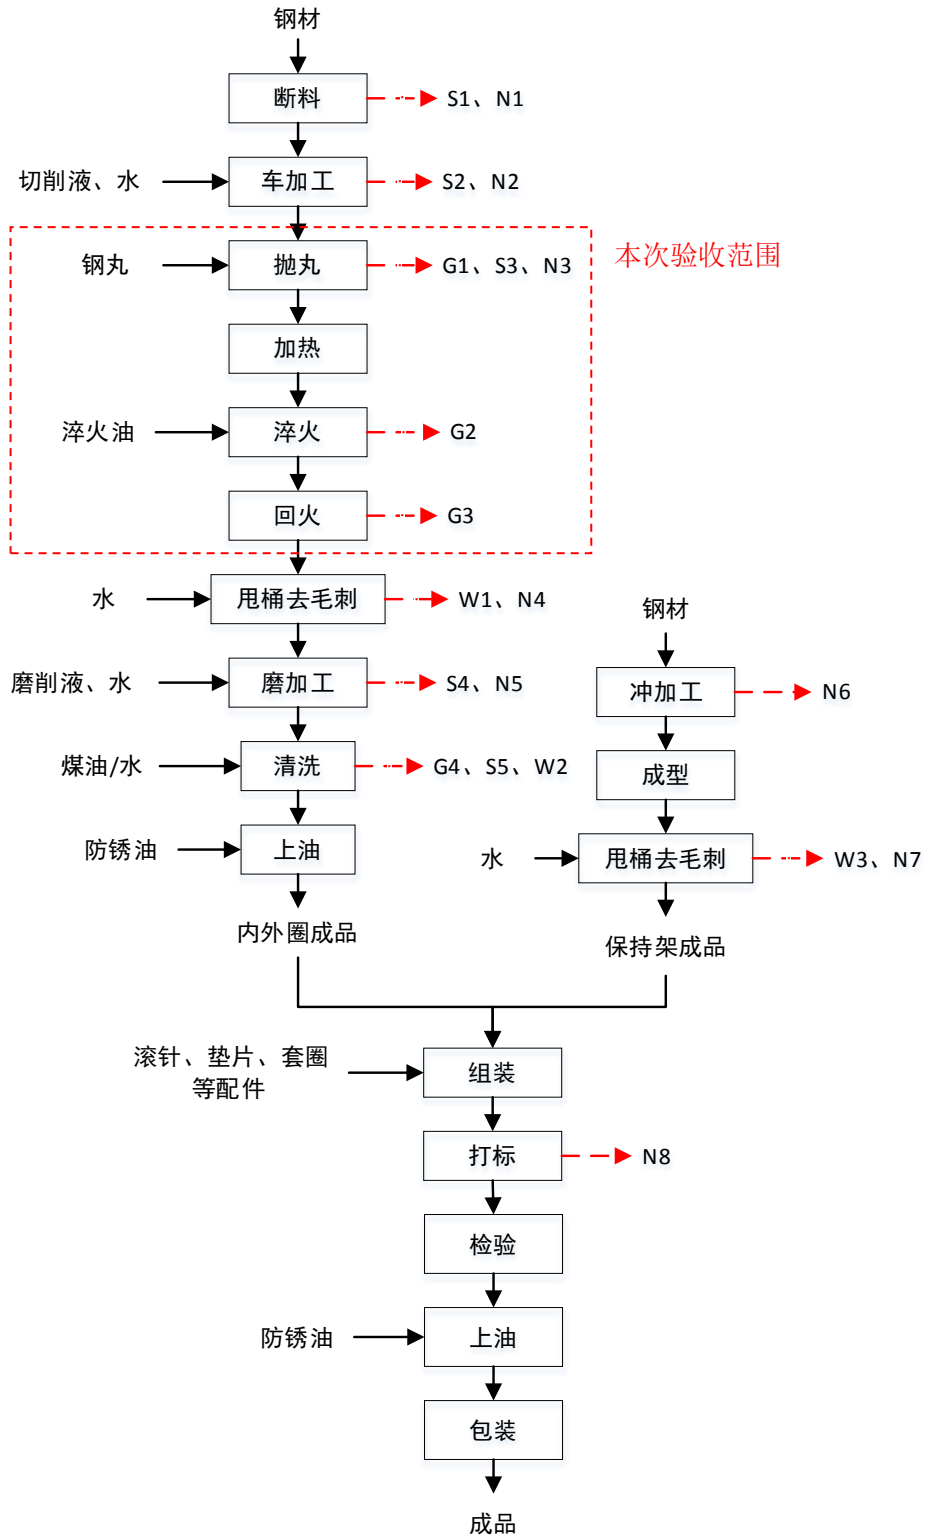 钢材
断料
S1、N1
切削液、水
车加工
S2、N2
本次验收范围
钢丸
抛丸
G1、S3、N3
加热
淬火油
淬火
G2
回火
G3
水
甩桶去毛刺
W1、N4
磨削液、水
磨加工
S4、N5
煤油/水
清洗
G4、S5、W2
防锈油
上油
内外圈成品
钢材
冲加工
N6
成型
水
甩桶去毛刺
W3、N7
保持架成品
滚针、垫片、套圈
等配件
组装
打标
N8
检验
防锈油
上油
包装
成品